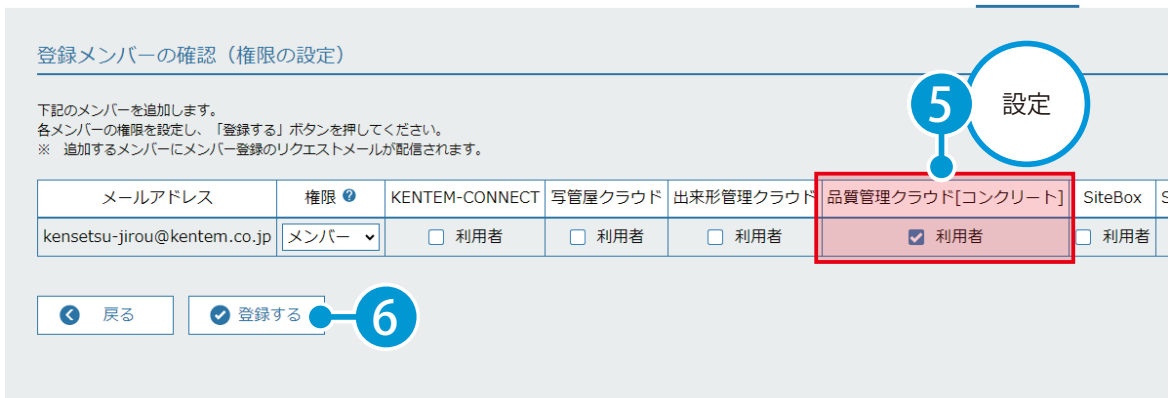 登録メンバーの確認（権限の設定）
5
設定
下記のメンバーを追加します。
各メンバーの権限を設定し、「登録する」ボタンを押してください。
※ 追加するメンバーにメンバー登録のリクエストメールが配信されます。
メールアドレス 権限 KENTEM-CONNECT 写管屋クラウド 出来形管理クラウド 品質管理クラウド[コンクリート] SiteBox S
kensetsu-jirou@kentem.co.jp メンバー 利用者 利用者 利用者 利用者 利用者
戻る 登録する 6